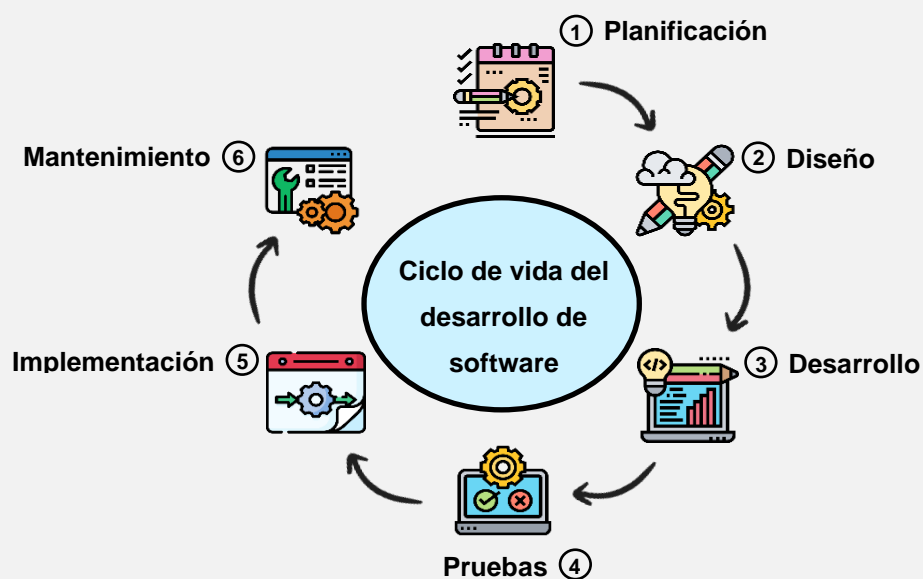 ① Planificación
② Diseño
③ Desarrollo
Pruebas ④
Implementación ⑤
Mantenimiento ⑥
Ciclo de vida del
desarrollo de
software